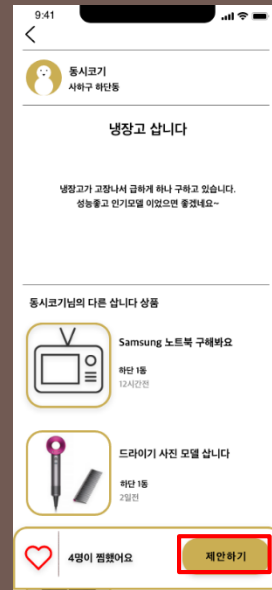 9:41
동시코기
사하구 하단동
냉장고 삽니다
냉장고가 고장나서 급하게 하나 구하고 있습니다.
성능좋고 인기모델 이었으면 좋겠네요~
동시코기님의 다른 삽니다 상품
Samsung 노트북 구해봐요
하단 1동
12시간전
드라이기 사진 모델 삽니다
하단 1동
2일전
4명이 찜했어요
제안하기